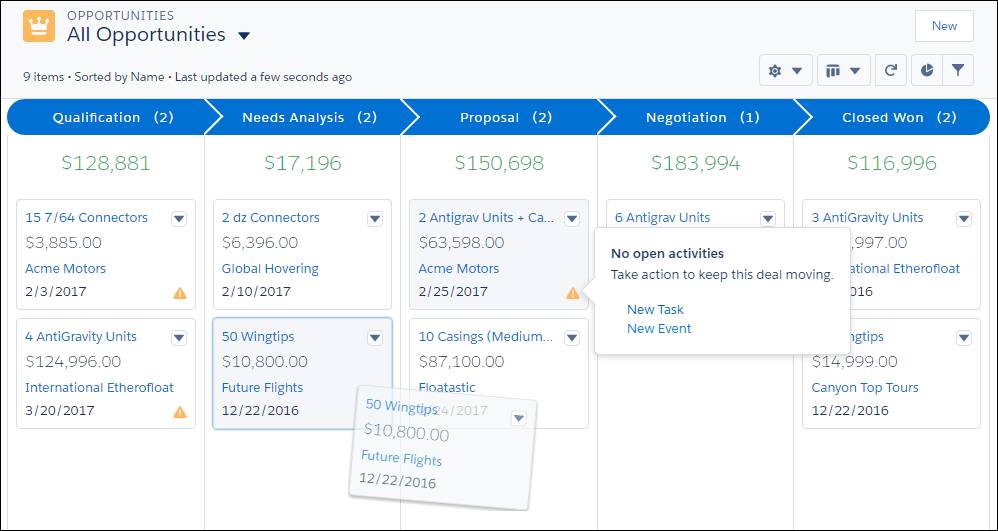 OPPORTUNITIES
All Opportunities
New
9 items • Sorted by Name • Last updated a few seconds ago
Qualification (2)
Needs Analysis (2)
Proposal (2)
Negotiation (1)
Closed Won (2)
$128,881
$17,196
$150,698
$183,994
$116,996
15 7/64 Connectors
$3,885.00
Acme Motors
2/3/2017
4 AntiGravity Units
$124,996.00
International Etherofloat
3/20/2017
2 dz Connectors
$6,396.00
Global Hovering
2/10/2017
50 Wingtips
$10,800.00
Future Flights
12/22/2016
2 Antigrav Units + Ca...
$63,598.00
Acme Motors
2/25/2017
10 Casings (Medium...
$87,100.00
Floatastic
24/2017
50 Wingtips
$10,800.00
Future Flights
12/22/2016
6 Antigrav Units
No open activities
Take action to keep this deal moving.
New Task
New Event
3 AntiGravity Units
,997.00
ational Etherofloat
16
ngtips
$14,999.00
Canyon Top Tours
12/22/2016